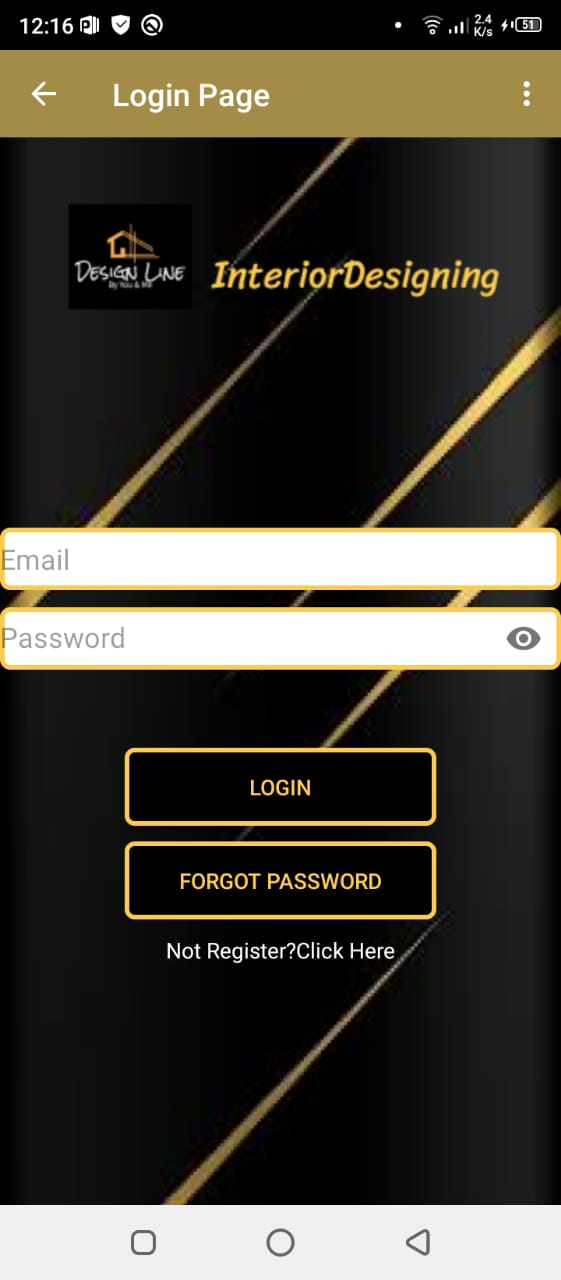 12:16
2.4
K/s
51
Login Page
DESIGN LINE
By You & Me
InteriorDesigning
Email
Password
LOGIN
FORGOT PASSWORD
Not Register?Click Here